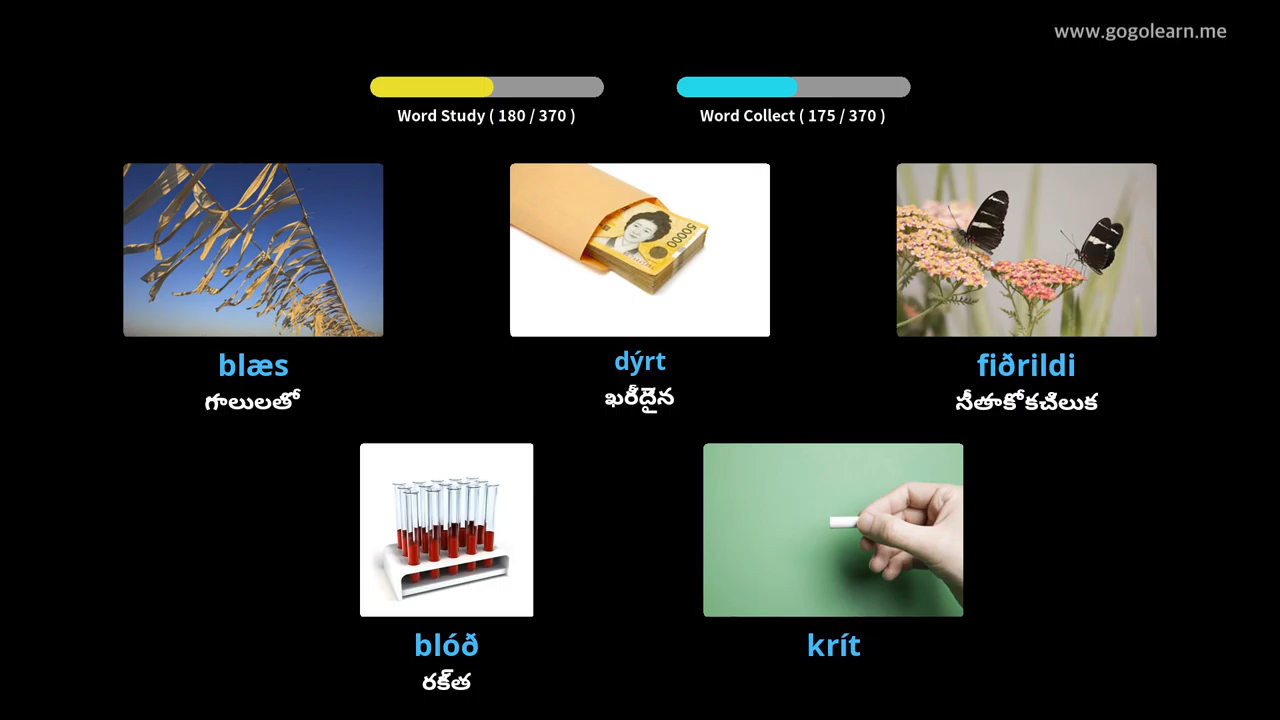 www.gogolearn.me
Word Study ( 180 / 370 )
Word Collect ( 175 / 370 )
50000
blæs
గాలులతో
dýrt
ఖరీదైన
fiðrildi
సీతాకోకచిలుక
blóð
రక్త
krít